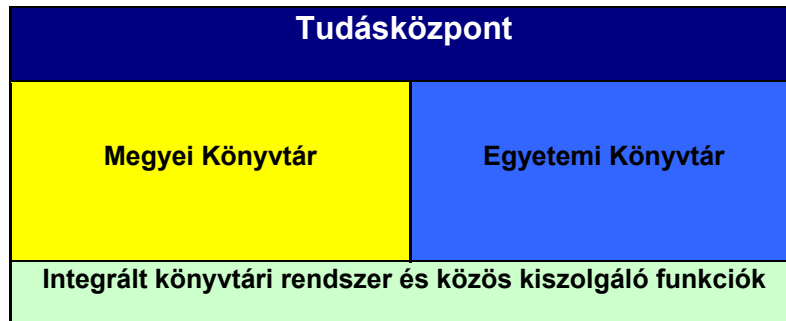 Tudásközpont
Megyei Könyvtár
Egyetemi Könyvtár
Integrált könyvtári rendszer és közös kiszolgáló funkciók